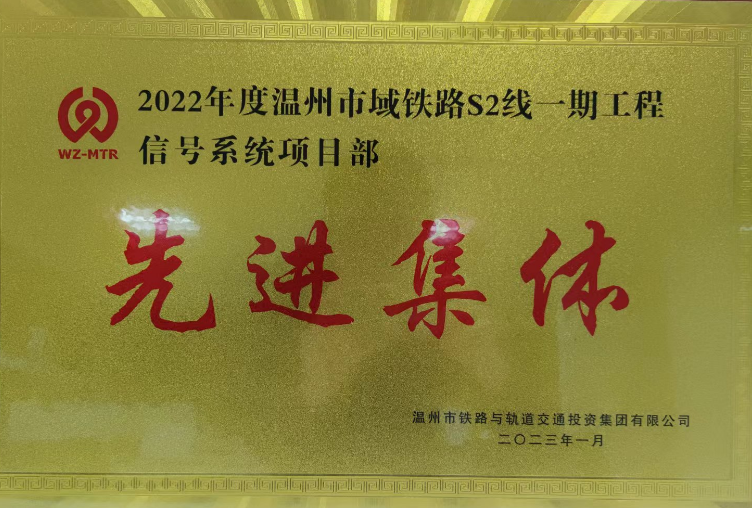 2022年度温州市域铁路S2线一期工程
WZ-MTR
信号系统项目部
先进集体
温州市铁路与轨道交通投资集团有限公司
二〇二三年一月